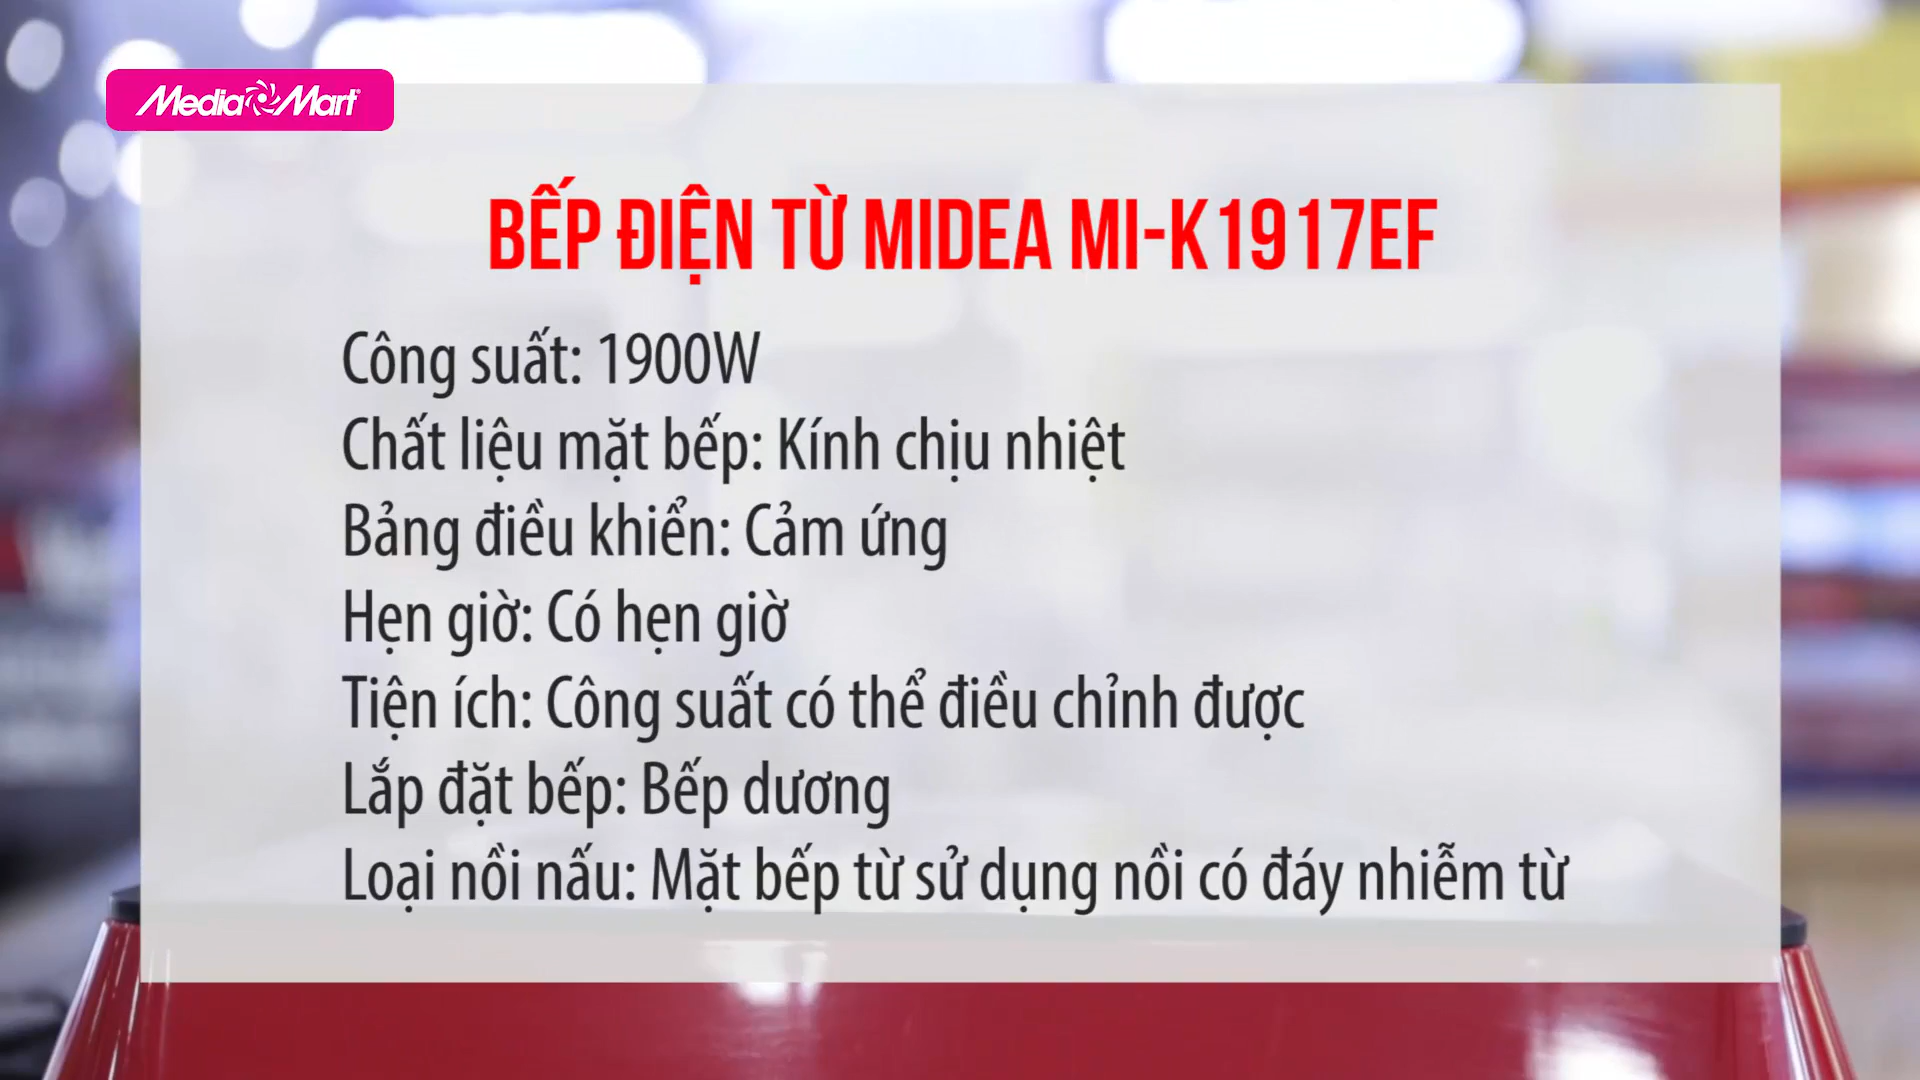 Media Mart
BẾP ĐIỆN TỪ MIDEA MI-K1917EF
Công suất: 1900W
Chất liệu mặt bếp: Kính chịu nhiệt
Bảng điều khiển: Cảm ứng
Hẹn giờ: Có hẹn giờ
Tiện ích: Công suất có thể điều chỉnh được
Lắp đặt bếp: Bếp dương
Loại nồi nấu: Mặt bếp từ sử dụng nồi có đáy nhiễm từ